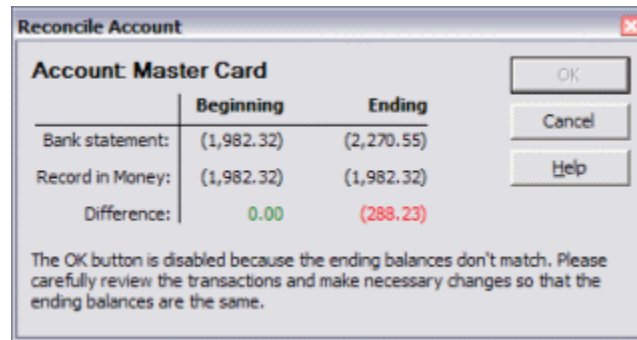 Reconcile Account
Account: Master Card
OK
Beginning Ending
Cancel
Bank statement: (1,982.32) (2,270.55)
Record in Money: (1,982.32) (1,982.32)
Help
Difference: 0.00 (288.23)
The OK button is disabled because the ending balances don't match. Please
carefully review the transactions and make necessary changes so that the
ending balances are the same.